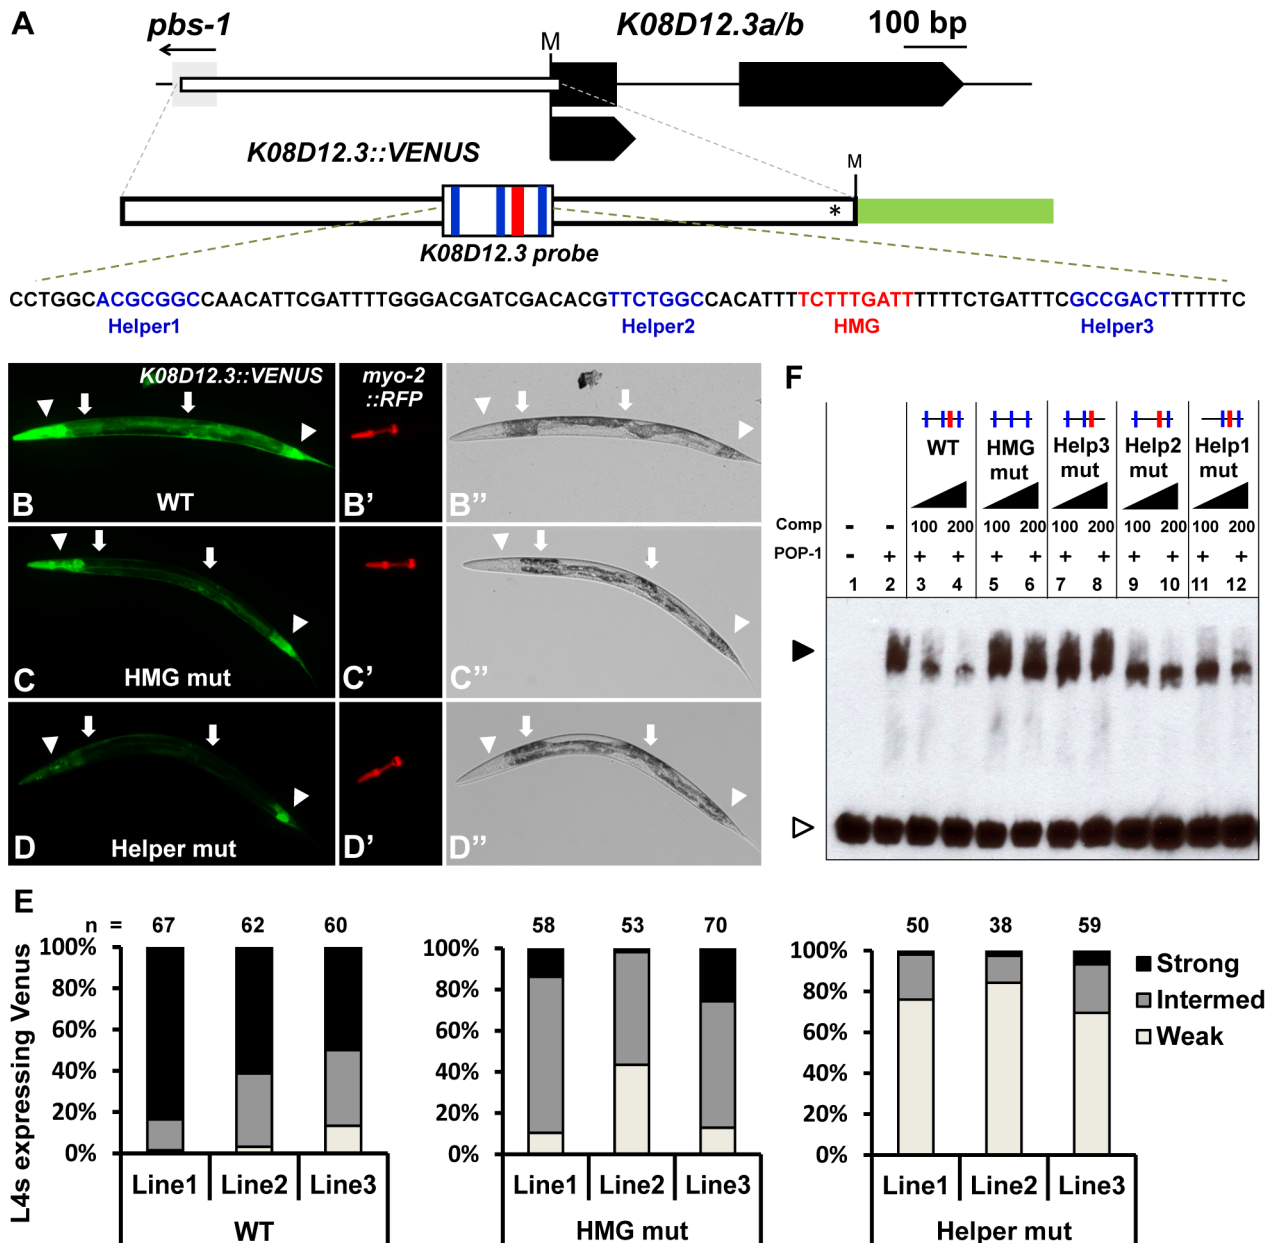 A
pbs-1
K08D12.3a/b
100 bp
M
K08D12.3::VENUS
M
*
K08D12.3 probe
CCTGGCACGCGGCCAACATTCGATTTTGGGACGATCGACACGTTCTGGCCACATTTTCTTTGATTTTTTCTGATTTCGCCGACTTTTTTC
Helper1
Helper2
HMG
Helper3
K08D12.3::VENUS
myo-2
::RFP
B
WT
B’
B”
C
HMG mut
C’
C”
D
Helper mut
D’
D”
F
WT
HMG
mut
Help3
mut
Help2
mut
Help1
mut
Comp - - 100 200 100 200 100 200 100 200 100 200
POP-1 - + + + + + + + + + + +
1 2 3 4 5 6 7 8 9 10 11 12
E
n = 67 62 60 58 53 70 50 38 59
L4s expressing Venus
100%
80%
60%
40%
20%
0%
Line1 Line2 Line3
WT
100%
80%
60%
40%
20%
0%
Line1 Line2 Line3
HMG mut
100%
80%
60%
40%
20%
0%
Line1 Line2 Line3
Helper mut
Strong
Intermed
Weak